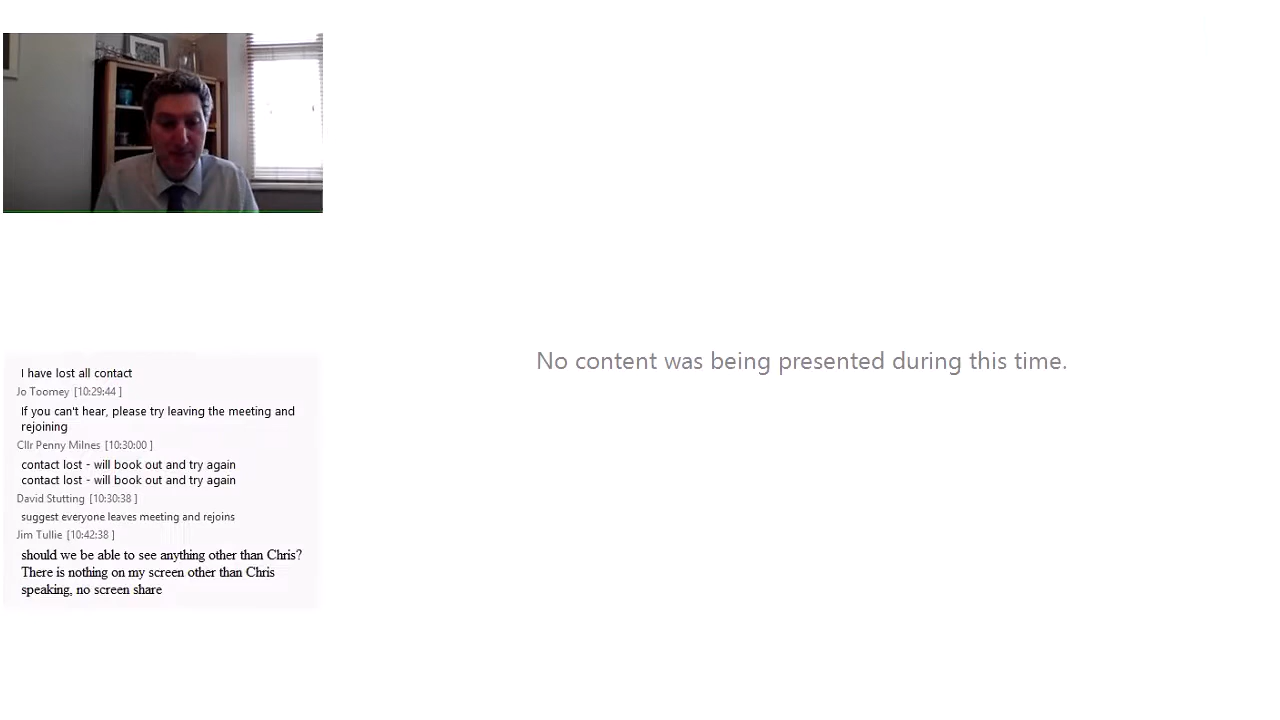 I have lost all contact
Jo Toomey [10:29:44 ]
If you can't hear, please try leaving the meeting and
rejoining
Cllr Penny Milnes [10:30:00 ]
contact lost - will book out and try again
contact lost - will book out and try again
David Stutting [10:30:38 ]
suggest everyone leaves meeting and rejoins
Jim Tullie [10:42:38 ]
should we be able to see anything other than Chris?
There is nothing on my screen other than Chris
speaking, no screen share
No content was being presented during this time.